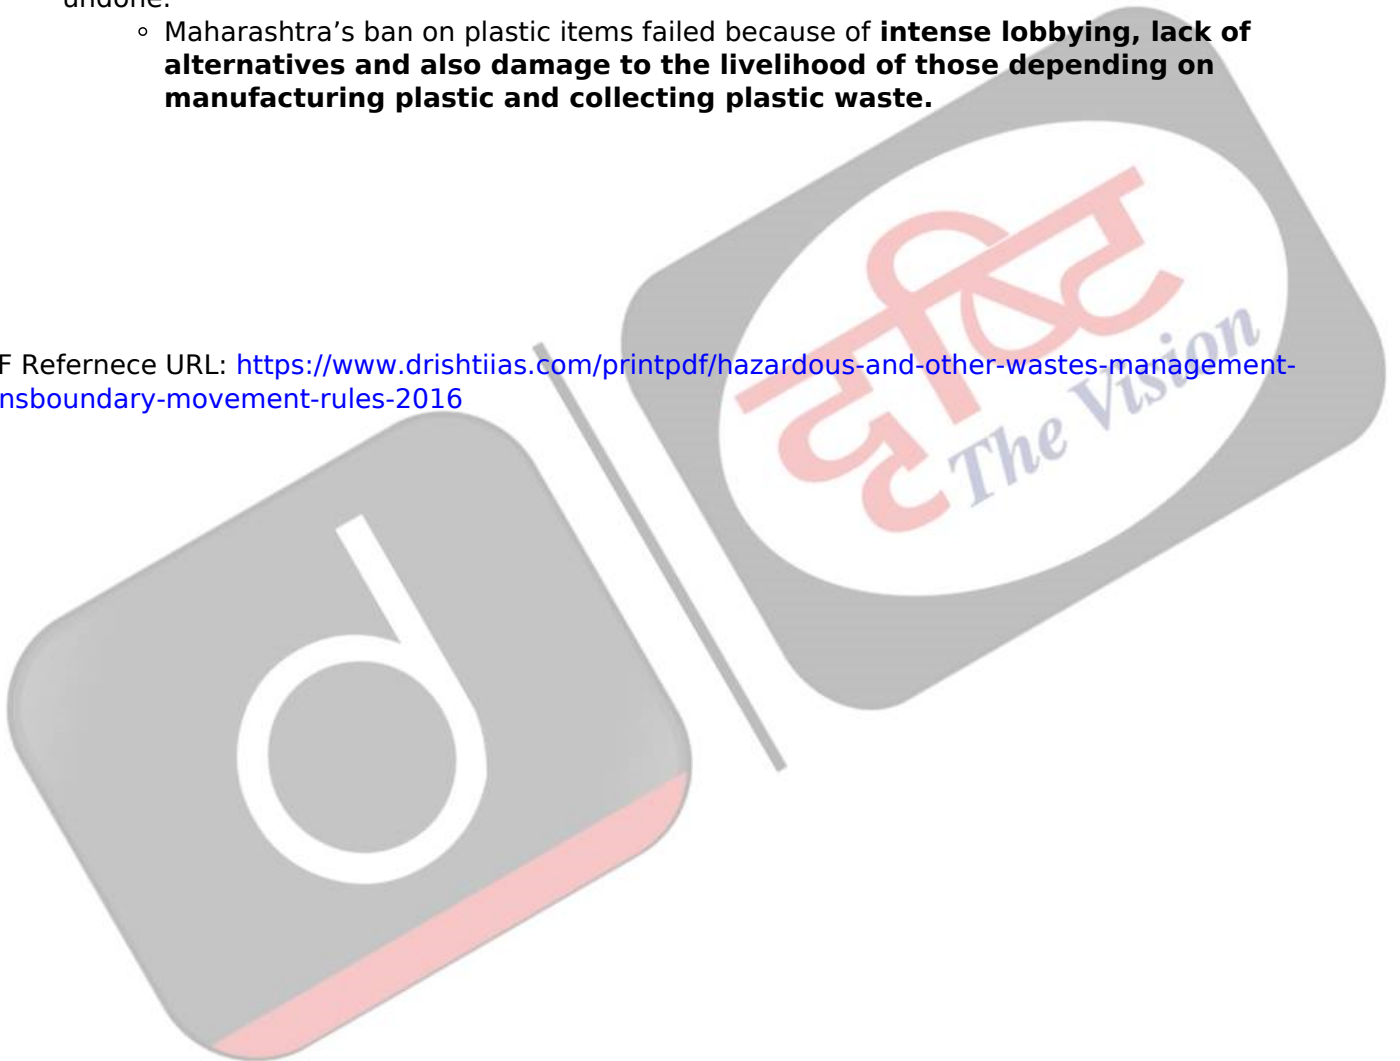 undone.
Maharashtra's ban on plastic items failed because of intense lobbying, lack of
alternatives and also damage to the livelihood of those depending on
manufacturing plastic and collecting plastic waste.
F Refernece URL: https://www.drishtiias.com/printpdf/hazardous-and-other-wastes-management-
nsboundary-movement-rules-2016
दृष्टि
The Vision
d